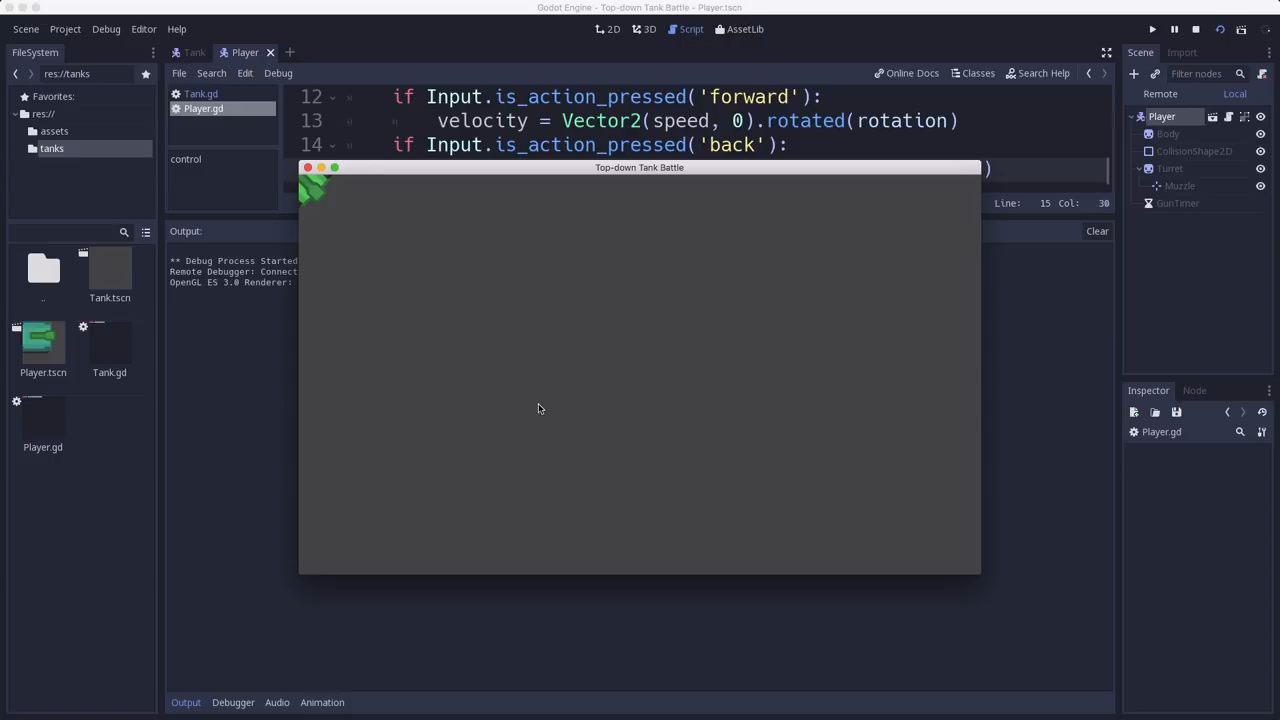 Godot Engine - Top-down Tank Battle - Player.tscn
Scene Project Debug Editor Help
2D 3D Script AssetLib
FileSystem
Tank Player
Scene Import
res://tanks
File Search Edit Debug
Online Docs Classes Search Help
Filter nodes
Favorites:
res://
assets
tanks
Tank.gd
Player.gd
control
12 if Input.is_action_pressed('forward'):
13 velocity = Vector2(speed, 0).rotated(rotation)
14 if Input.is_action_pressed('back'):
)
Top-down Tank Battle
Line: 15 Col: 30
Remote Local
Player
Body
CollisionShape2D
Turret
Muzzle
GunTimer
Output:
Clear
** Debug Process Started
Remote Debugger: Connect
OpenGL ES 3.0 Renderer:
..
Tank.tscn
Player.tscn
Tank.gd
Player.gd
Inspector Node
Player.gd
Output Debugger Audio Animation